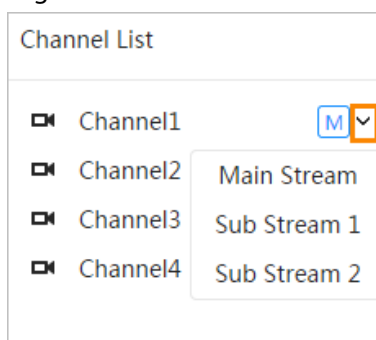 Channel List
Channel1 M
Channel2 Main Stream
Channel3 Sub Stream 1
Channel4 Sub Stream 2